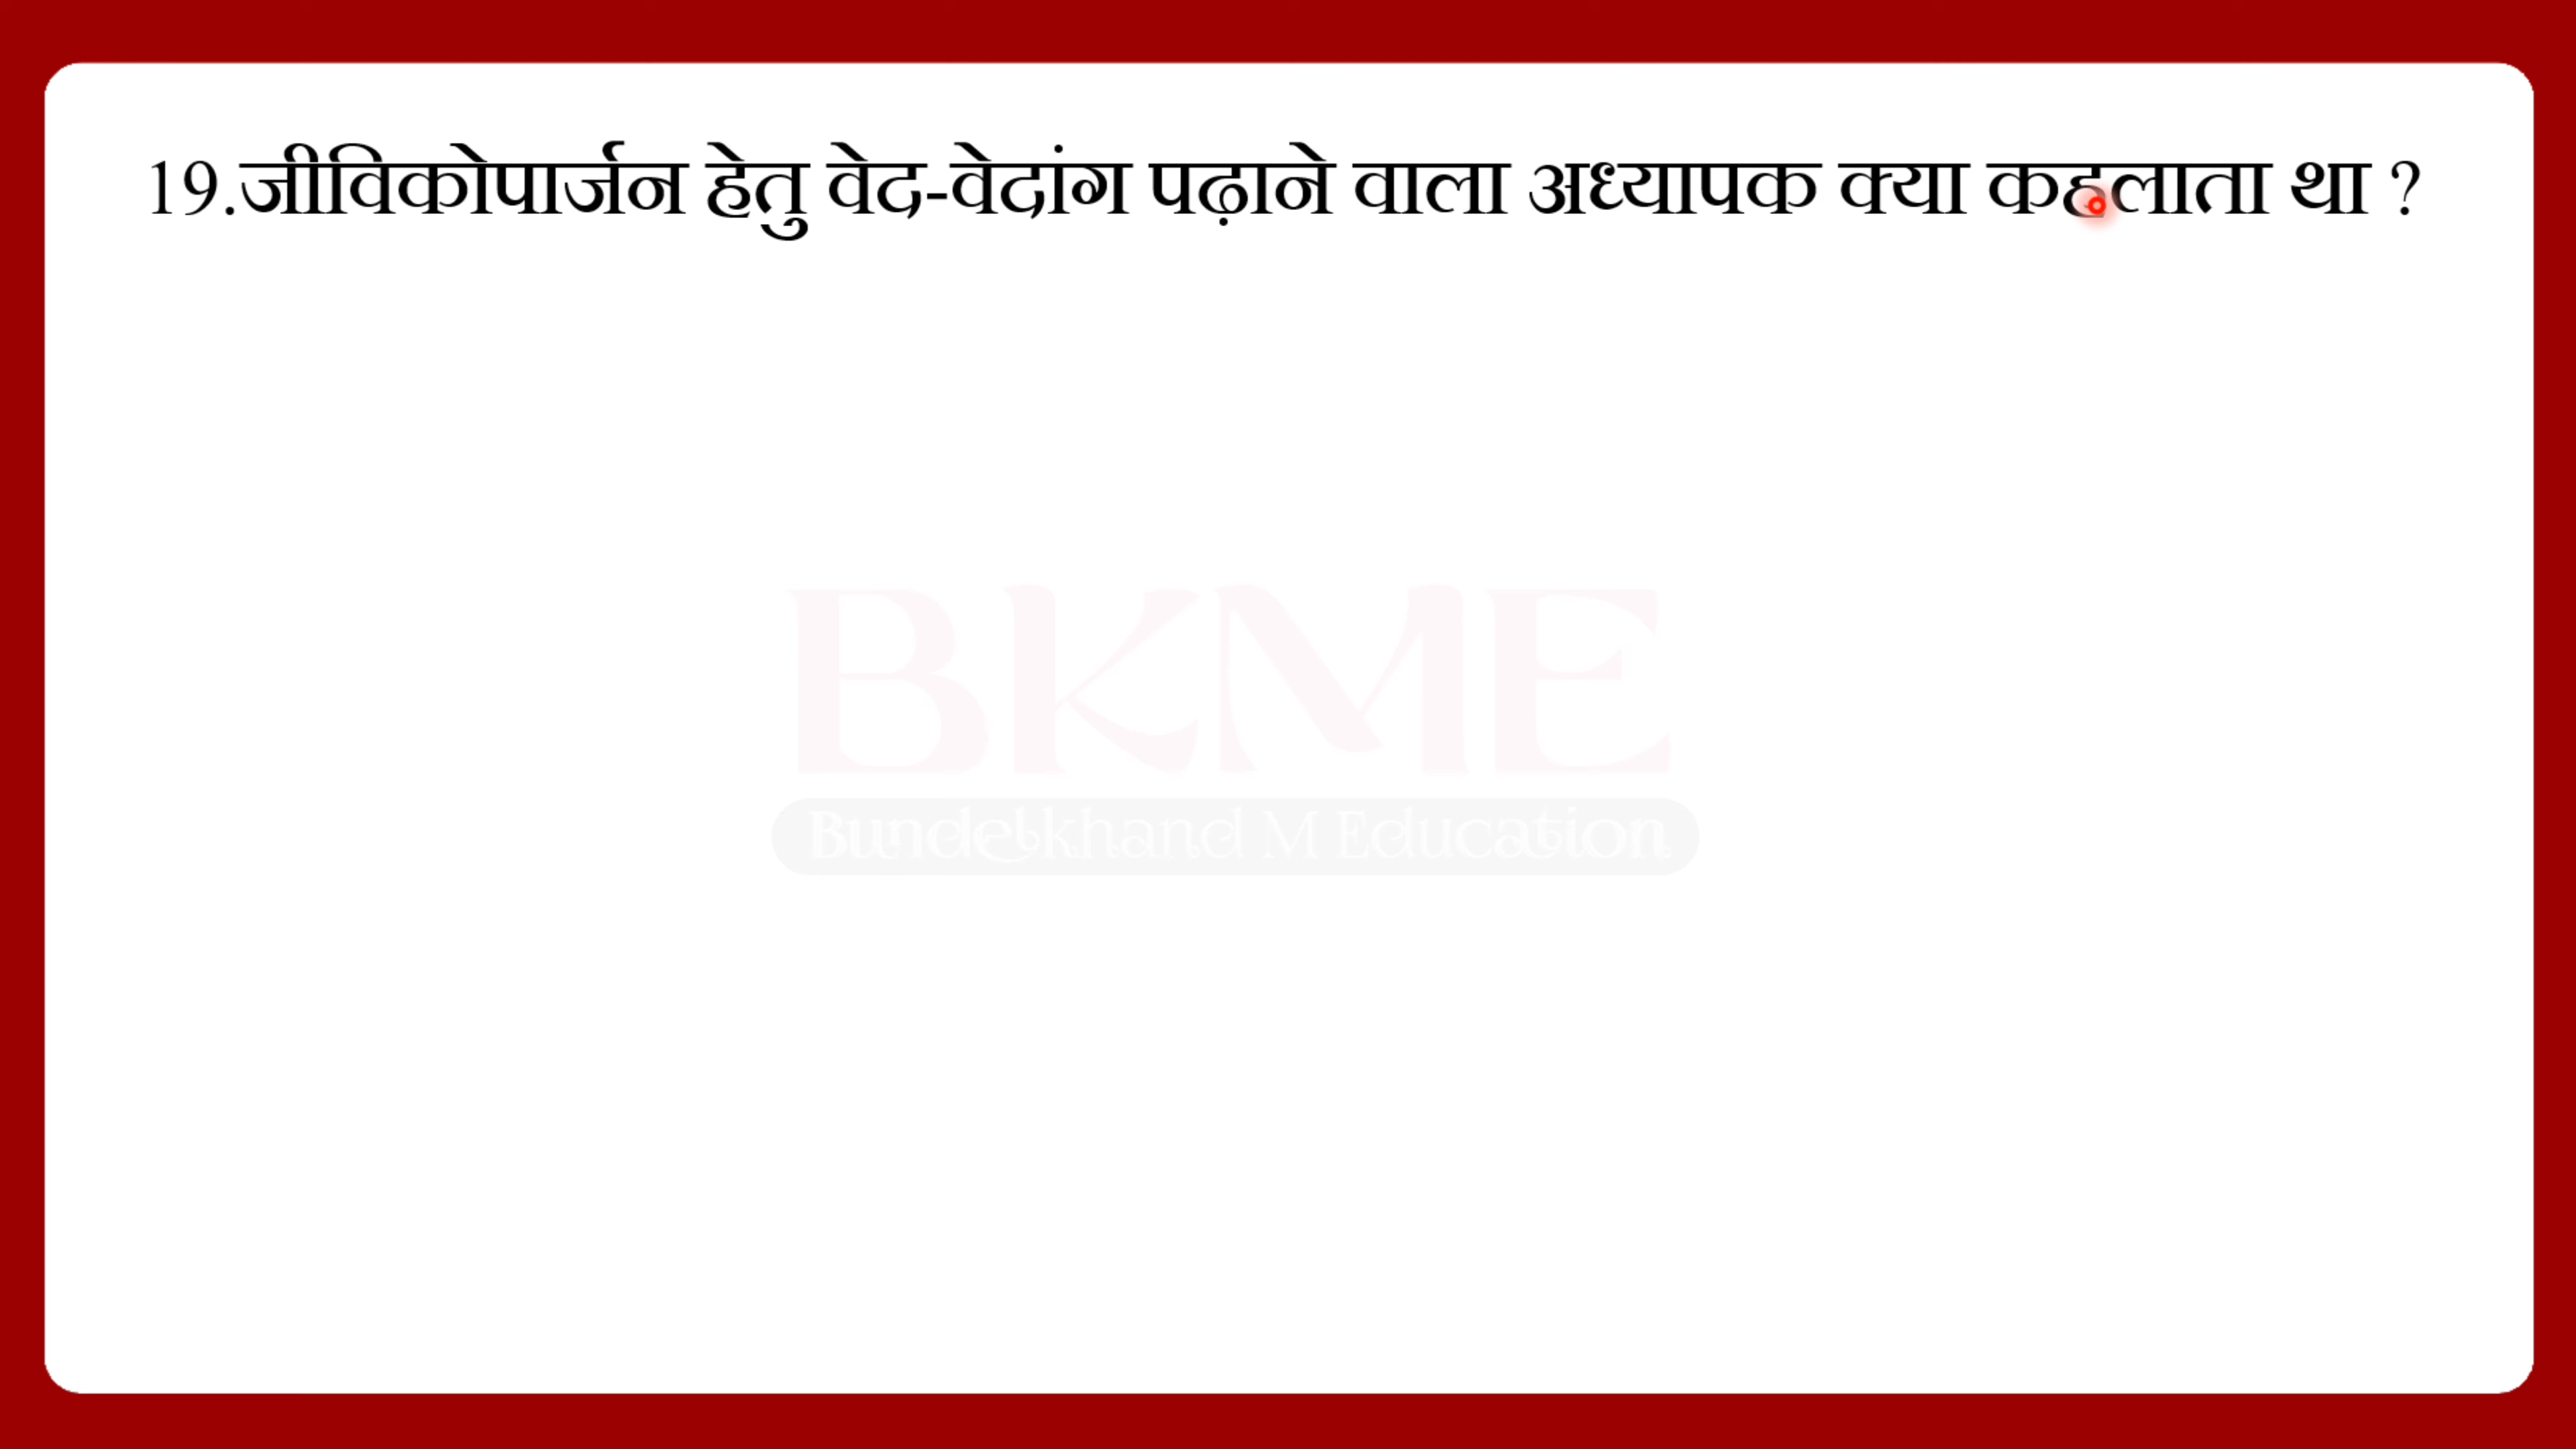 19.जीविकोपार्जन हेतु वेद-वेदांग पढ़ाने वाला अध्यापक क्या कहलाता था ?
BKME
Bundelkhand M Education